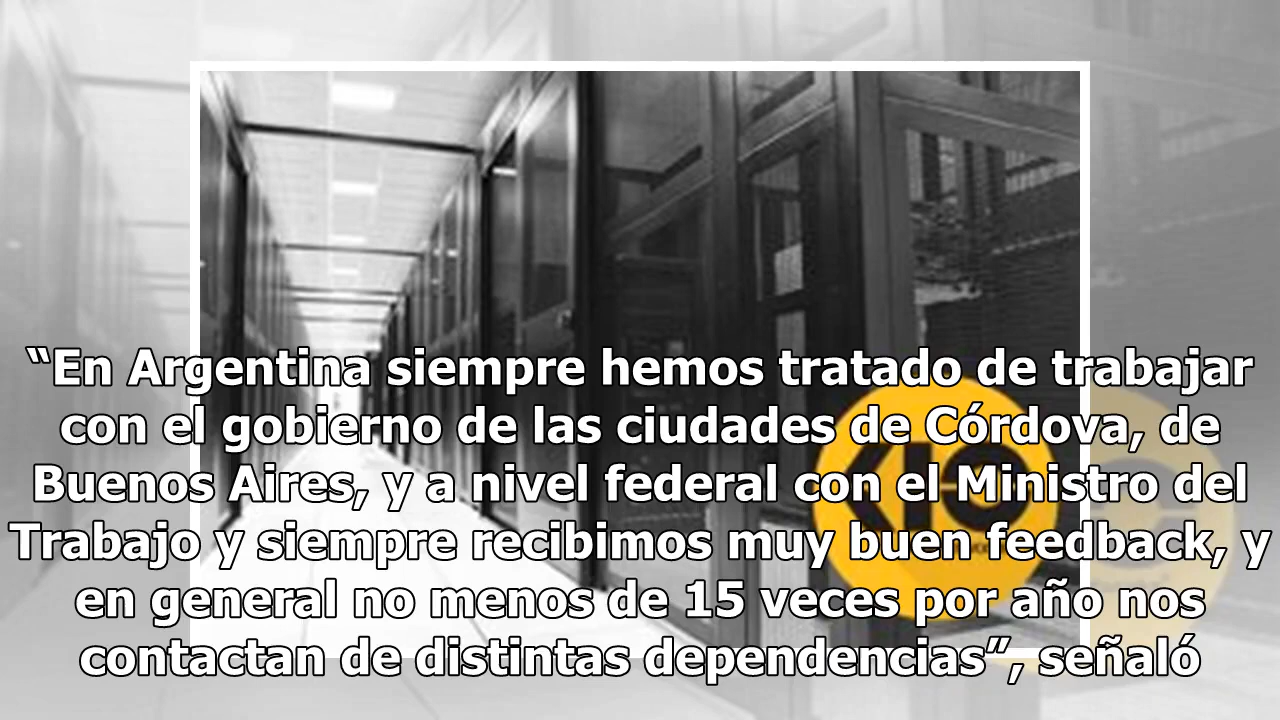 “En Argentina siempre hemos tratado de trabajar
con el gobierno de las ciudades de Córdova, de
Buenos Aires, y a nivel federal con el Ministro del
Trabajo y siempre recibimos muy buen feedback, y
en general no menos de 15 veces por año nos
contactan de distintas dependencias”, señaló